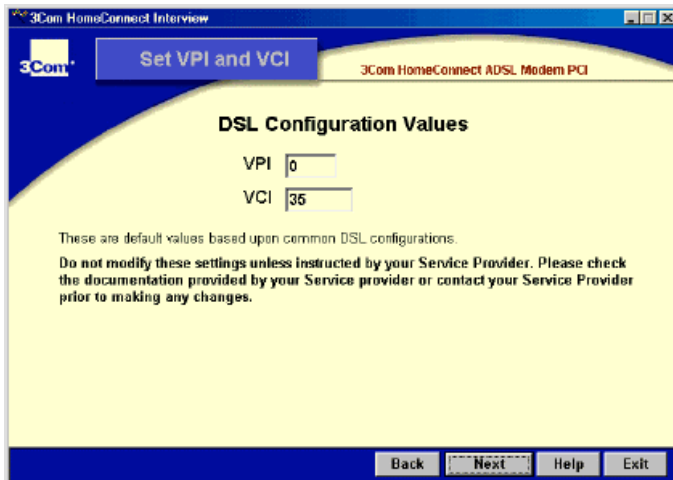 3Com HomeConnect Interview
3Com
Set VPI and VCI
3Com HomeConnect ADSL Modem PCI
DSL Configuration Values
VPI 0
VCI 35
These are default values based upon common DSL configurations.
Do not modify these settings unless instructed by your Service Provider. Please check
the documentation provided by your Service provider or contact your Service Provider
prior to making any changes.
Back Next Help Exit